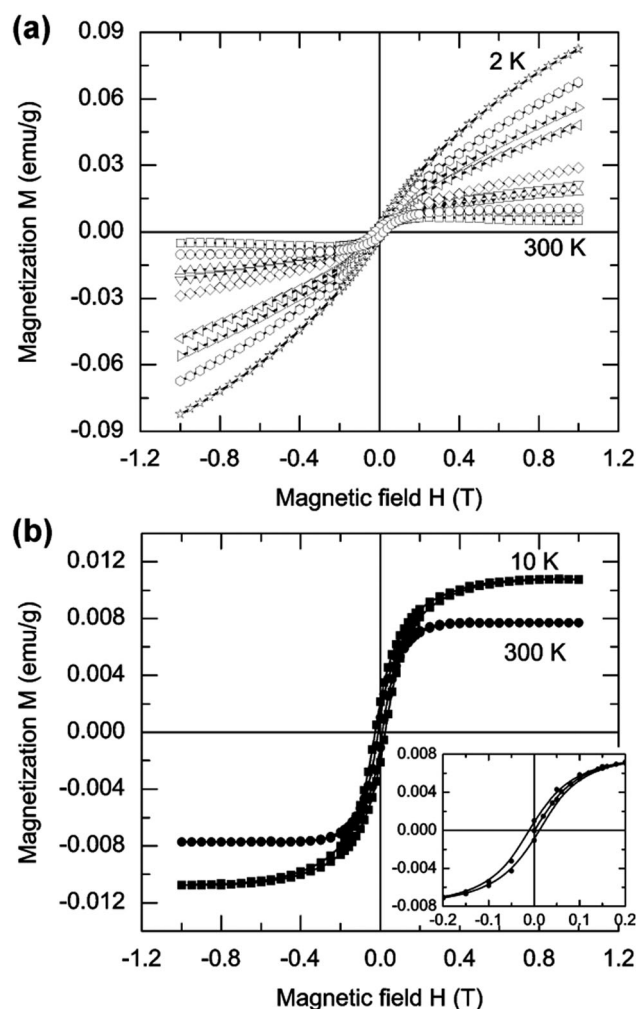 (a)
0.09
0.06
0.03
0.00
-0.03
-0.06
-0.09
Magnetization M (emu/g)
2 K
300 K
-1.2 -0.8 -0.4 0.0 0.4 0.8 1.2
Magnetic field H (T)
(b)
0.012
0.008
0.004
0.000
-0.004
-0.008
-0.012
Magnetization M (emu/g)
10 K
300 K
0.008
0.004
0.000
-0.004
-0.008
-0.2 -0.1 0.0 0.1 0.2
-1.2 -0.8 -0.4 0.0 0.4 0.8 1.2
Magnetic field H (T)